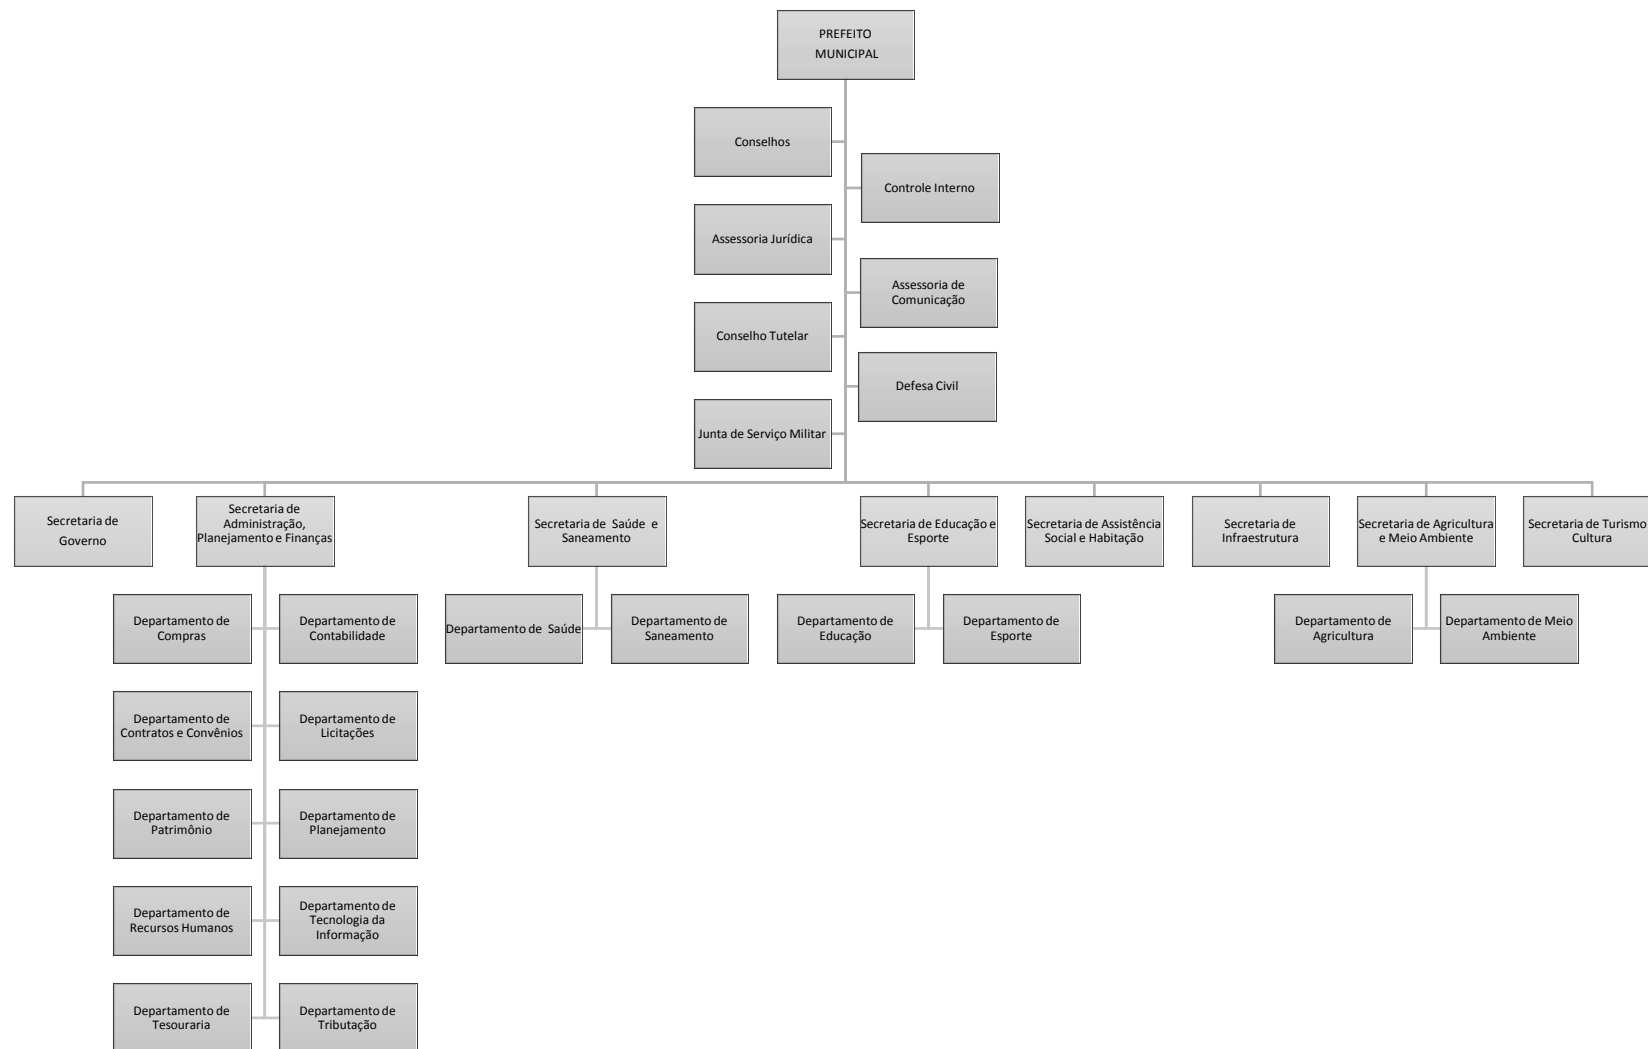 PREFEITO
MUNICIPAL
Conselhos
Controle Interno
Assessoria Jurídica
Assessoria de
Comunicação
Conselho Tutelar
Defesa Civil
Junta de Serviço Militar
Secretaria de
Governo
Secretaria de
Administração,
Planejamento e Finanças
Secretaria de Saúde e
Saneamento
Secretaria de Educação e
Esporte
Secretaria de Assistência
Social e Habitação
Secretaria de
Infraestrutura
Secretaria de Agricultura
e Meio Ambiente
Secretaria de Turismo
Cultura
Departamento de
Compras
Departamento de
Contabilidade
Departamento de Saúde
Departamento de
Saneamento
Departamento de
Educação
Departamento de
Esporte
Departamento de
Agricultura
Departamento de Meio
Ambiente
Departamento de
Contratos e Convênios
Departamento de
Licitações
Departamento de
Patrimônio
Departamento de
Planejamento
Departamento de
Recursos Humanos
Departamento de
Tecnologia da
Informação
Departamento de
Tesouraria
Departamento de
Tributação